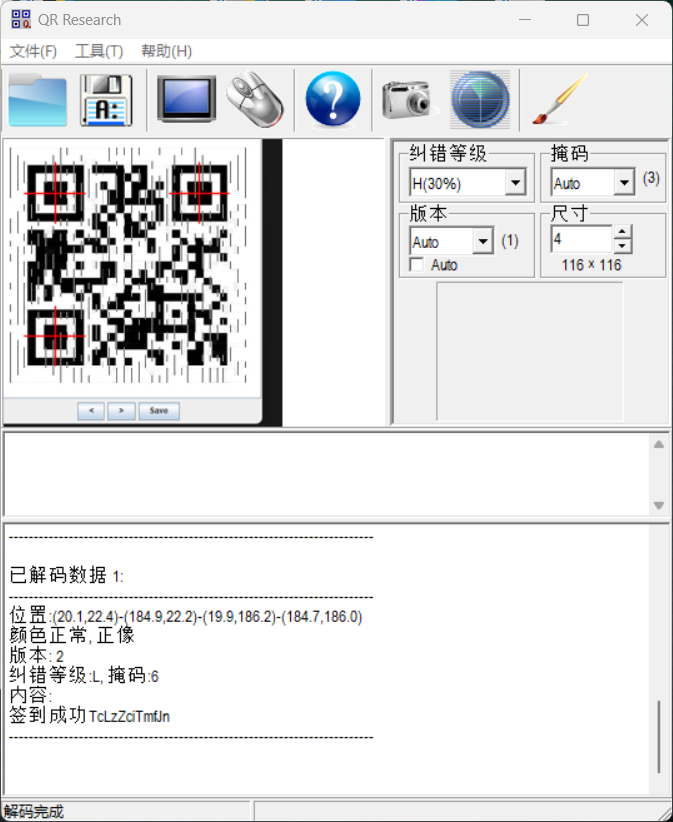 QR Research
文件(F) 工具(T) 帮助(H)
A:
?
纠错等级
H(30%)
掩码
Auto (3)
版本
Auto (1)
Auto
尺寸
4
116 x 116
< > Save
------------------------------------------------------------
已解码数据 1:
------------------------------------------------------------
位置:(20.1,22.4)-(184.9,22.2)-(19.9,186.2)-(184.7,186.0)
颜色正常, 正像
版本: 2
纠错等级:L, 掩码:6
内容:
签到成功TcLzZciTmfJn
------------------------------------------------------------
解码完成